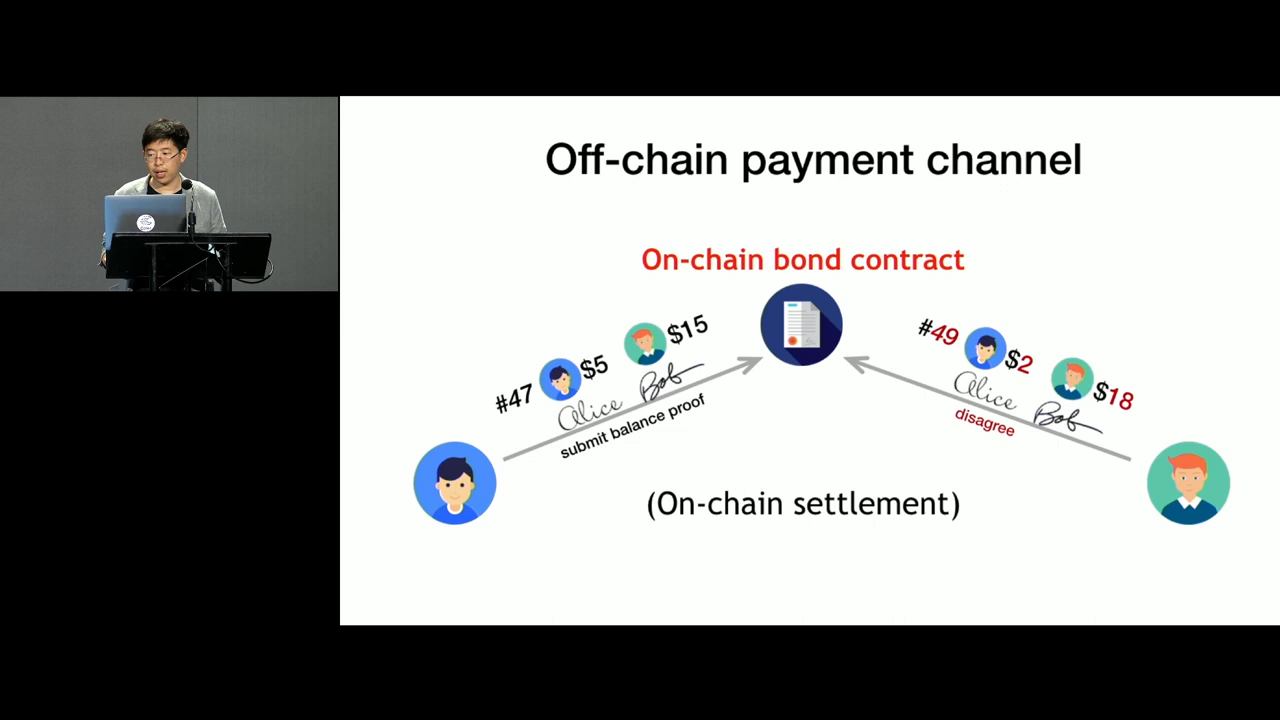 Off-chain payment channel
On-chain bond contract
#47 $5 $15
Alice Bob
submit balance proof
#49 $2 $18
Alice Bob
disagree
(On-chain settlement)